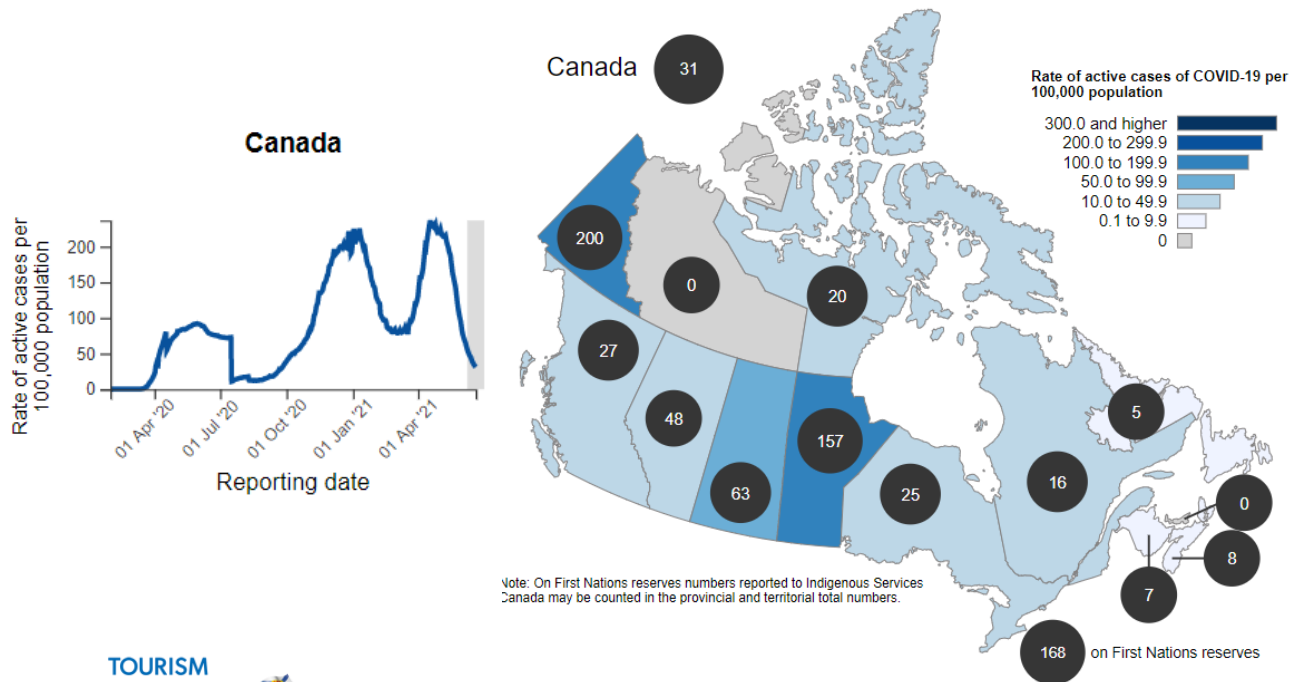 Canada
Rate of active cases per
100,000 population
200
150
100
50
0
01 Apr '20
01 Jul '20
01 Oct '20
01 Jan '21
01 Apr '21
Reporting date
TOURISM
Canada
31
Rate of active cases of COVID-19 per
100,000 population
300.0 and higher
200.0 to 299.9
100.0 to 199.9
50.0 to 99.9
10.0 to 49.9
0.1 to 9.9
0
200
0
20
27
48
63
157
25
16
5
0
8
7
Note: On First Nations reserves numbers reported to Indigenous Services
Canada may be counted in the provincial and territorial total numbers.
168 on First Nations reserves